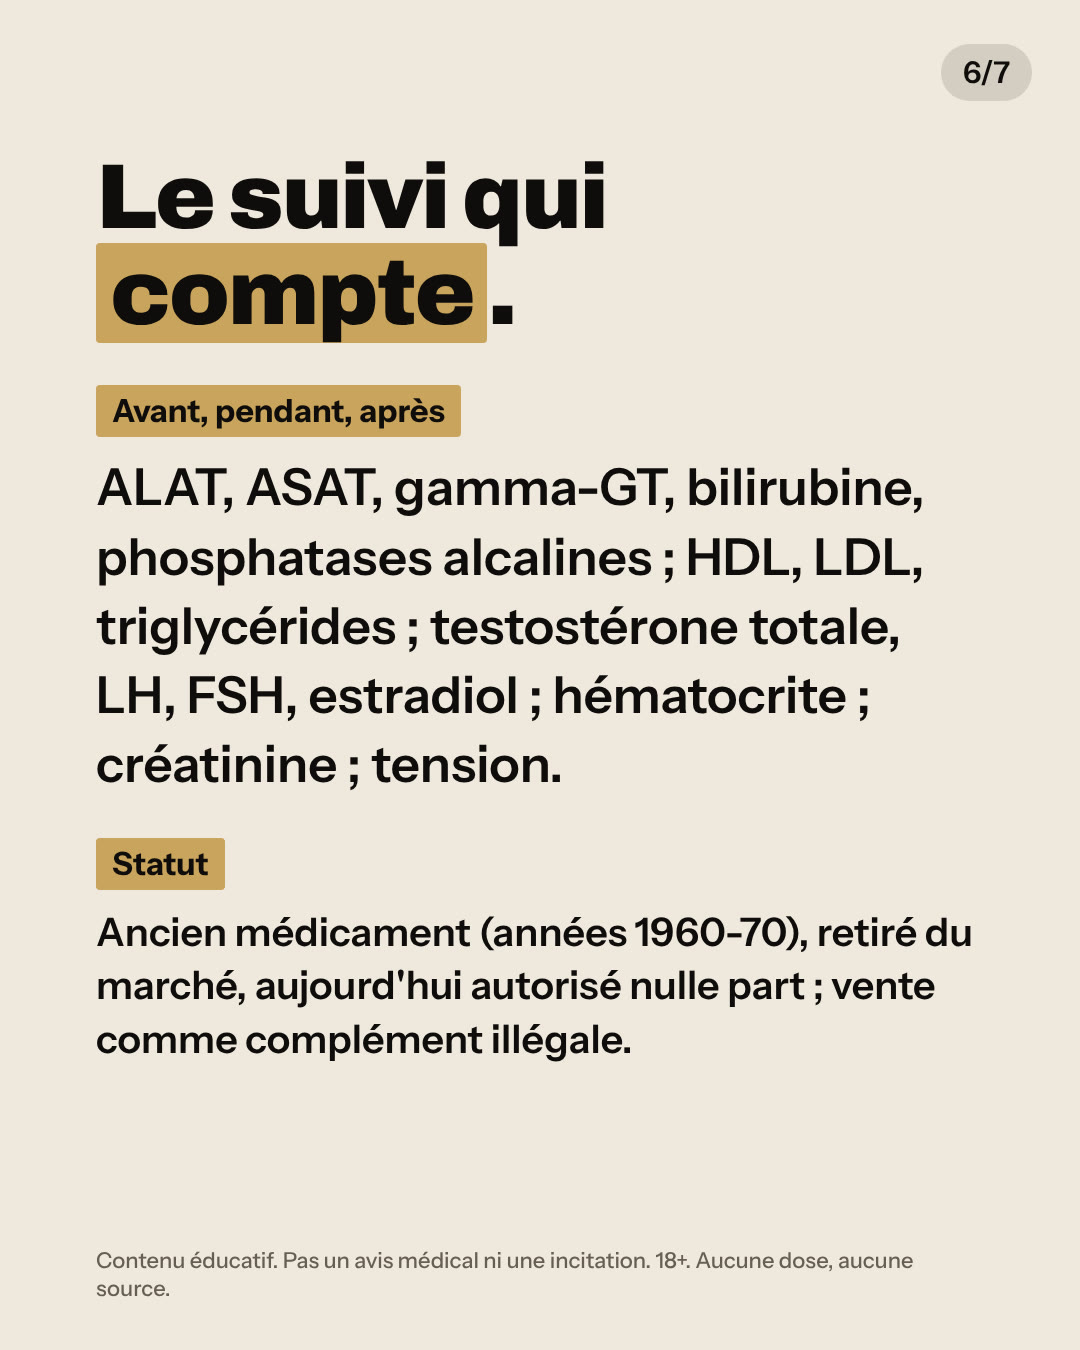 6/7
Le suivi qui
compte.
Avant, pendant, après
ALAT, ASAT, gamma-GT, bilirubine,
phosphatases alcalines ; HDL, LDL,
triglycérides ; testostérone totale,
LH, FSH, estradiol ; hématocrite ;
créatinine ; tension.
Statut
Ancien médicament (années 1960-70), retiré du
marché, aujourd'hui autorisé nulle part ; vente
comme complément illégale.
Contenu éducatif. Pas un avis médical ni une incitation. 18+. Aucune dose, aucune
source.